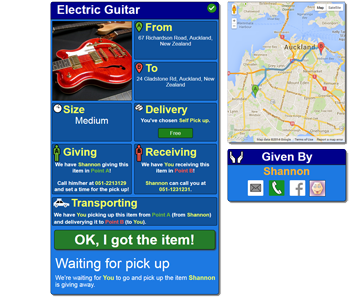 Electric Guitar
From
67 Richardson Road, Auckland,
New Zealand
To
24 Gladstone Rd, Auckland, New
Zealand
Size
Medium
Delivery
You've chosen Self Pick up.
Free
Giving
We have Shannon giving this
item in Point A!
Call him/her at 051-2213129
and set a time for the pick up!
Receiving
We have You receiving this
item in Point B!
Shannon can call you at
051-1231231.
Transporting
We have You picking up this item from Point A (from Shannon)
and deliverying it to Point B (to You).
OK, I got the item!
Waiting for pick up
We're waiting for You to go and pick up the item Shannon
is giving away.
Map
Satellite
Auckland
Terms of Use
Report a map error
Given By
Shannon